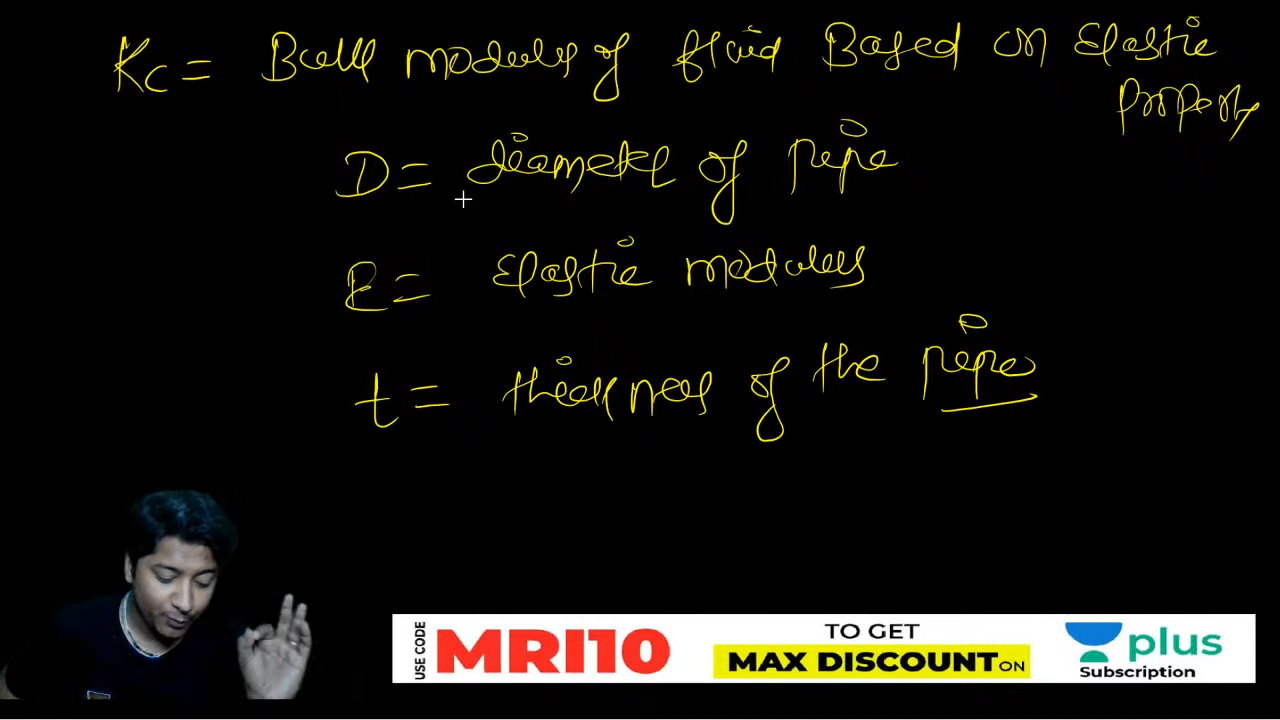 Kc = Bulk modulus of fluid Based on Elastic
property
D = diameter of pipe
E = Elastic modulus
t = thickness of the pipe
USE CODE
MRI10
TO GET
MAX DISCOUNT ON
plus
Subscription